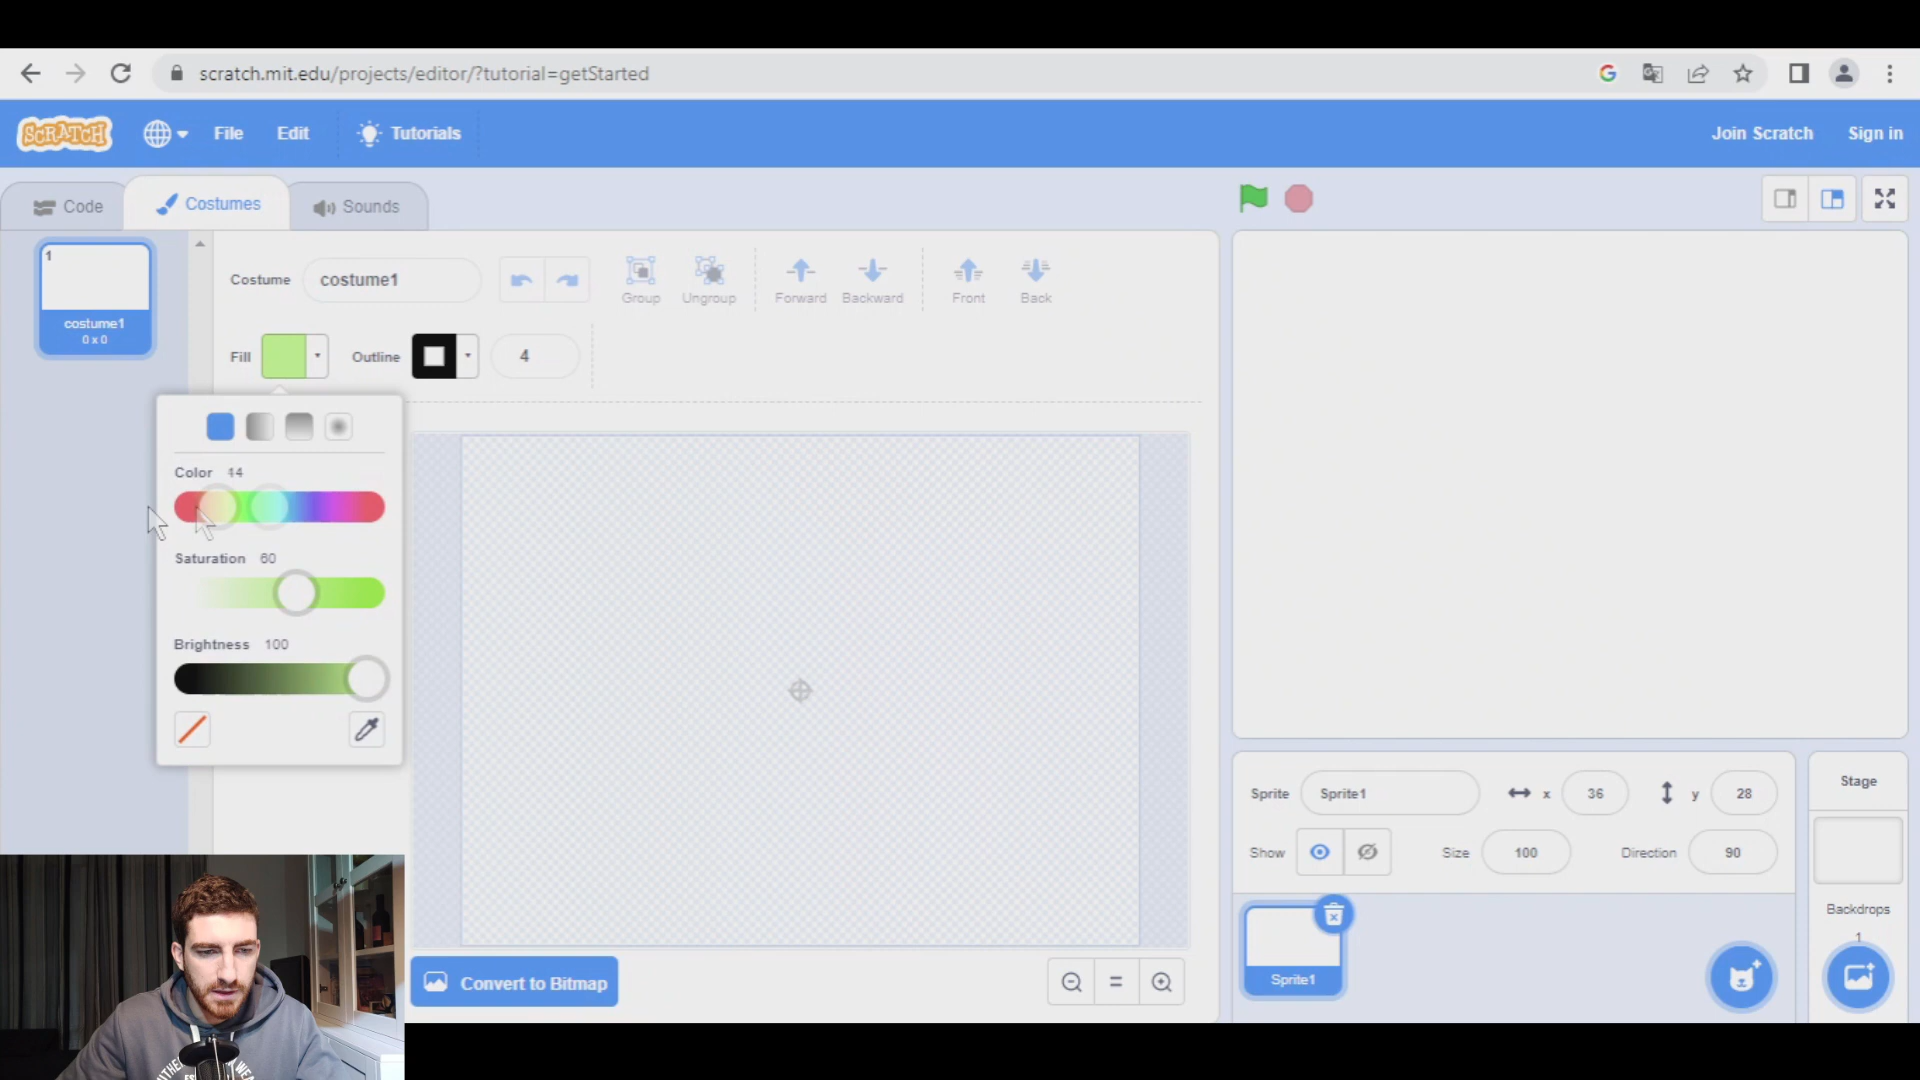 scratch.mit.edu/projects/editor/?tutorial=getStarted
SCRATCH File Edit Tutorials Join Scratch Sign in
Code Costumes Sounds
1
costume1
0 x 0
Costume costume1 Group Ungroup Forward Backward Front Back
Fill Outline 4
Color
Saturation 60
Brightness 100
Convert to Bitmap
Sprite Sprite1 x 36 y 28
Show Size 100 Direction 90
Sprite1
Stage
Backdrops
1